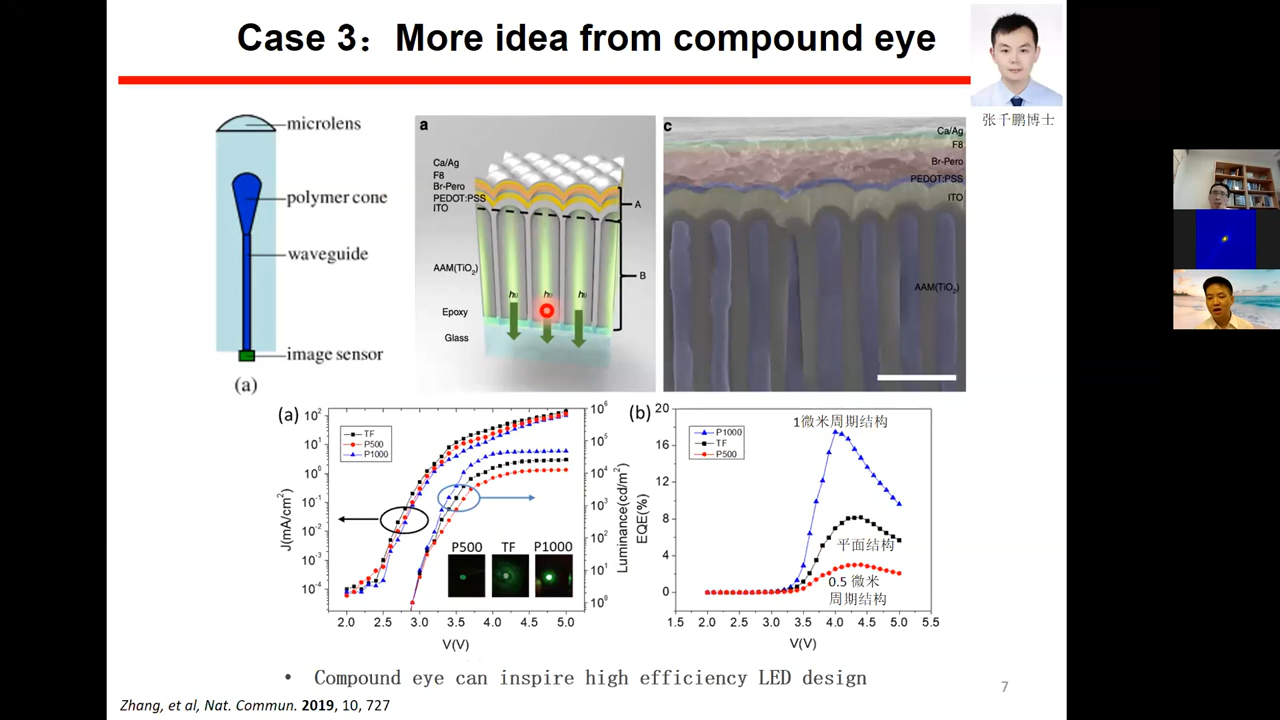 Case 3：More idea from compound eye
张千鹏博士
microlens
polymer cone
waveguide
image sensor
(a)
a
Ca/Ag
F8
Br-Pero
PEDOT:PSS
ITO
A
AAM(TiO₂)
B
hυ hυ hυ
Epoxy
Glass
c
Ca/Ag
F8
Br-Pero
PEDOT:PSS
ITO
AAM(TiO₂)
(a)
TF
P500
P1000
10² 10¹ 10⁰ 10⁻¹ 10⁻² 10⁻³ 10⁻⁴
J(mA/cm²)
10⁶ 10⁵ 10⁴ 10³ 10² 10¹ 10⁰
Luminance(cd/m²)
P500 TF P1000
2.0 2.5 3.0 3.5 4.0 4.5 5.0
V(V)
(b)
P1000
TF
P500
20 16 12 8 4 0
EQE(%)
1微米周期结构
平面结构
0.5 微米
周期结构
1.5 2.0 2.5 3.0 3.5 4.0 4.5 5.0 5.5
V(V)
• Compound eye can inspire high efficiency LED design
7
Zhang, et al, Nat. Commun. 2019, 10, 727